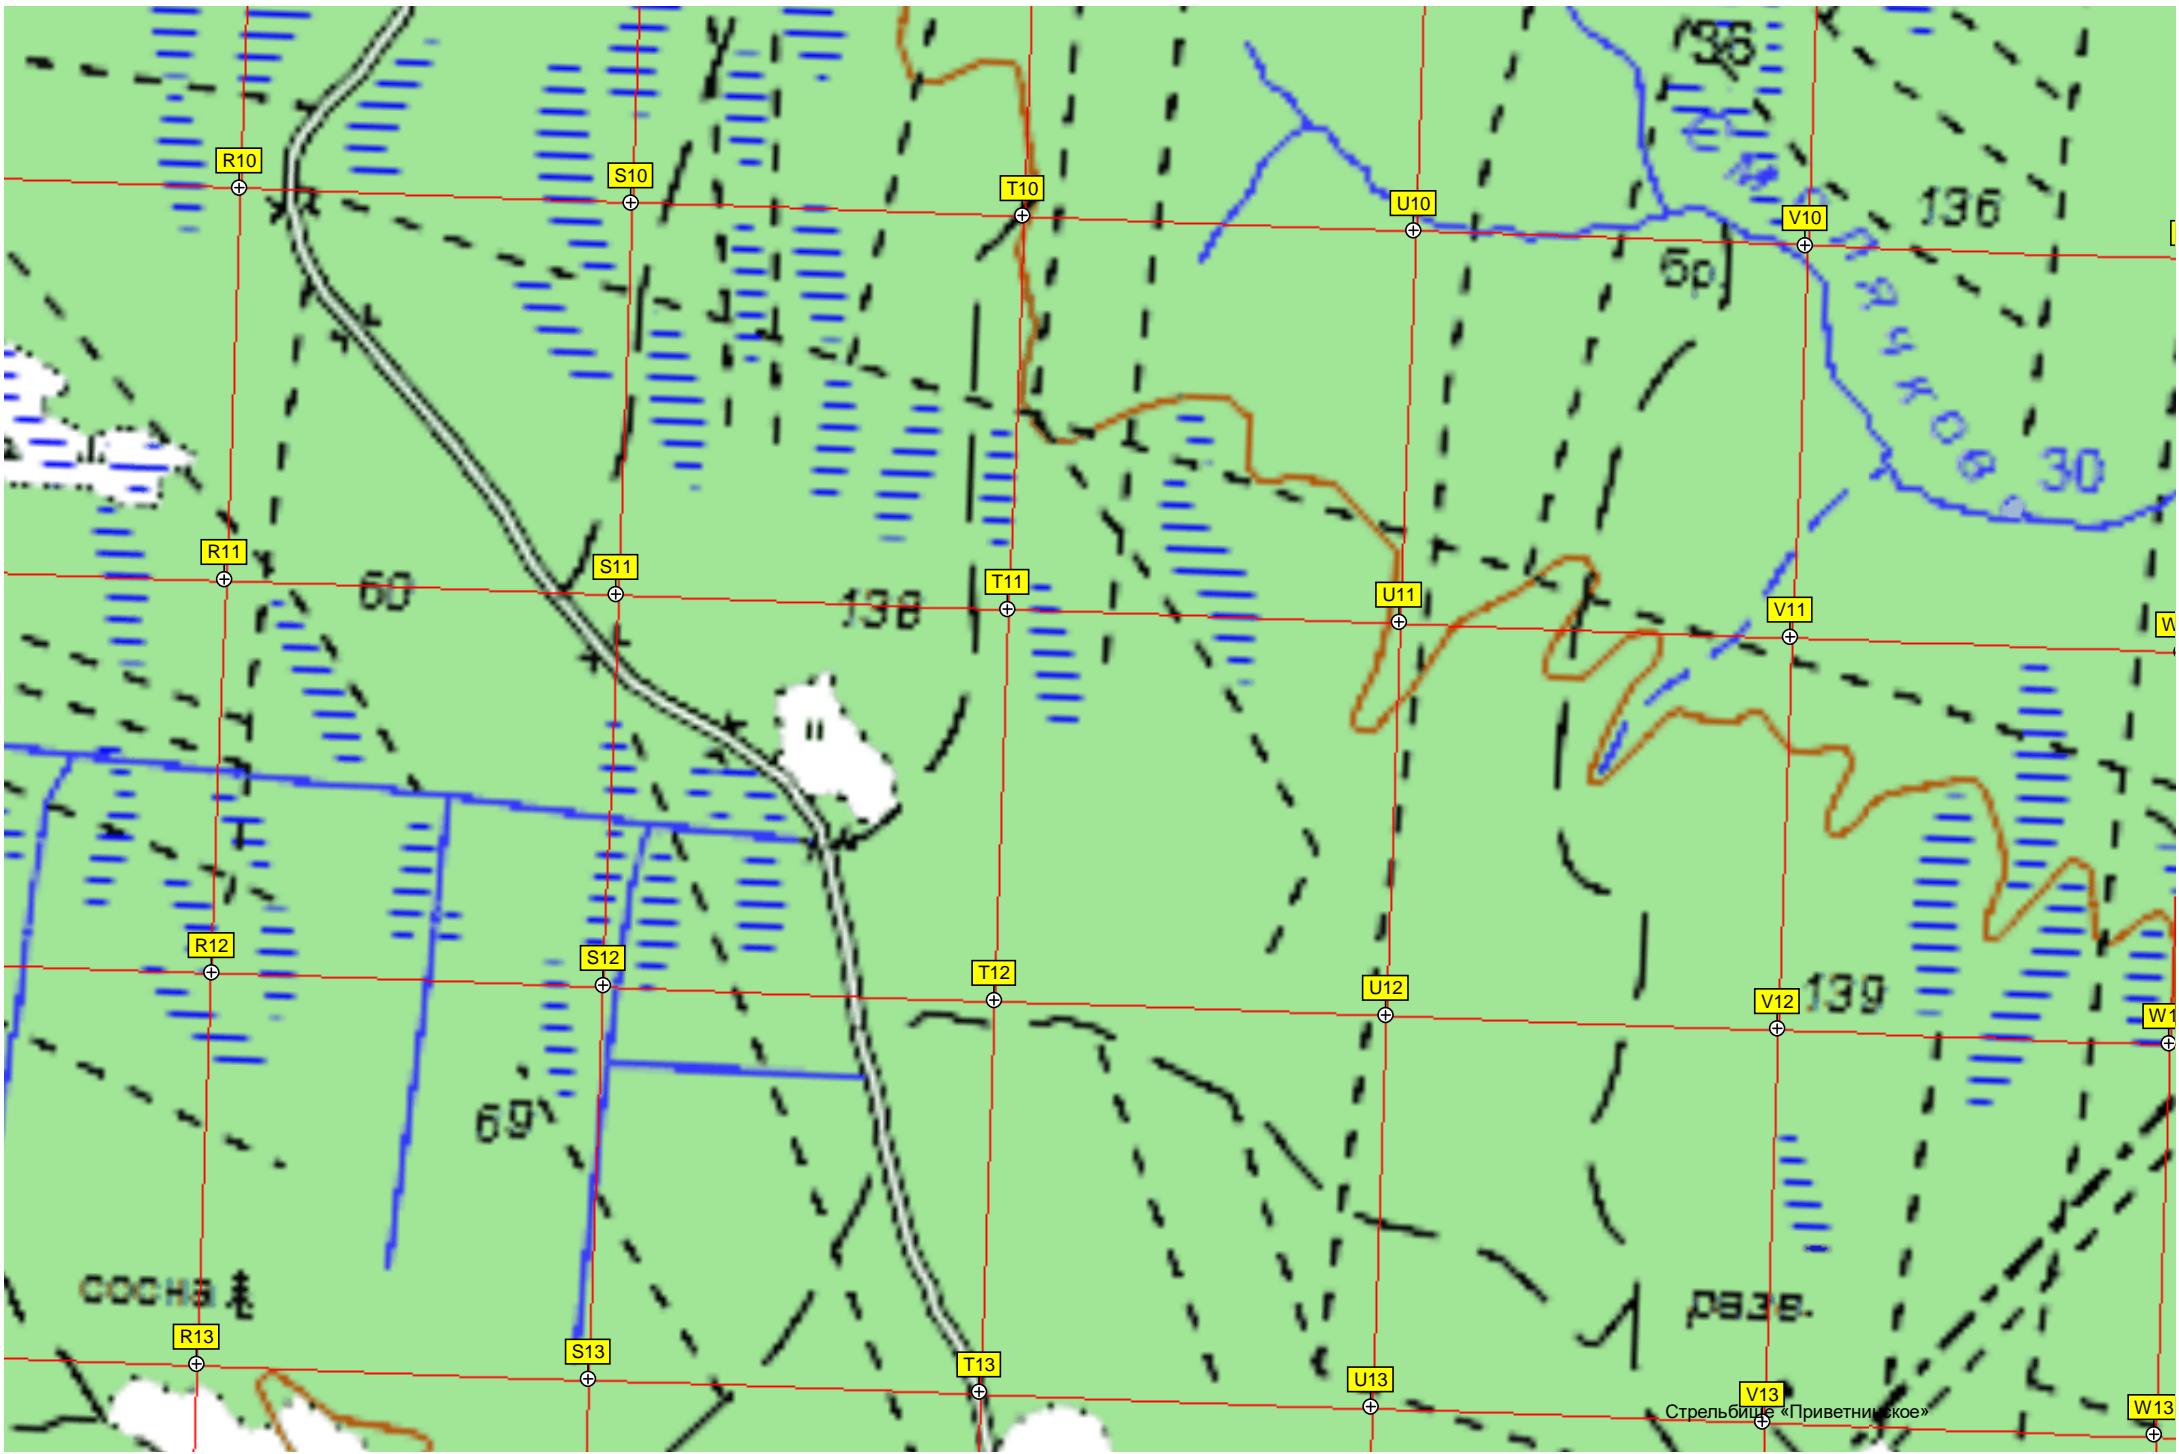 36
R10
S10
T10
U10
V10
136
бр.
Смолячков
30
R11
60
S11
138
T11
U11
V11
W
R12
S12
T12
U12
V12
139
W1
69
сосна
разв.
R13
S13
T13
U13
V13
W13
Стрельбище «Приветнинское»